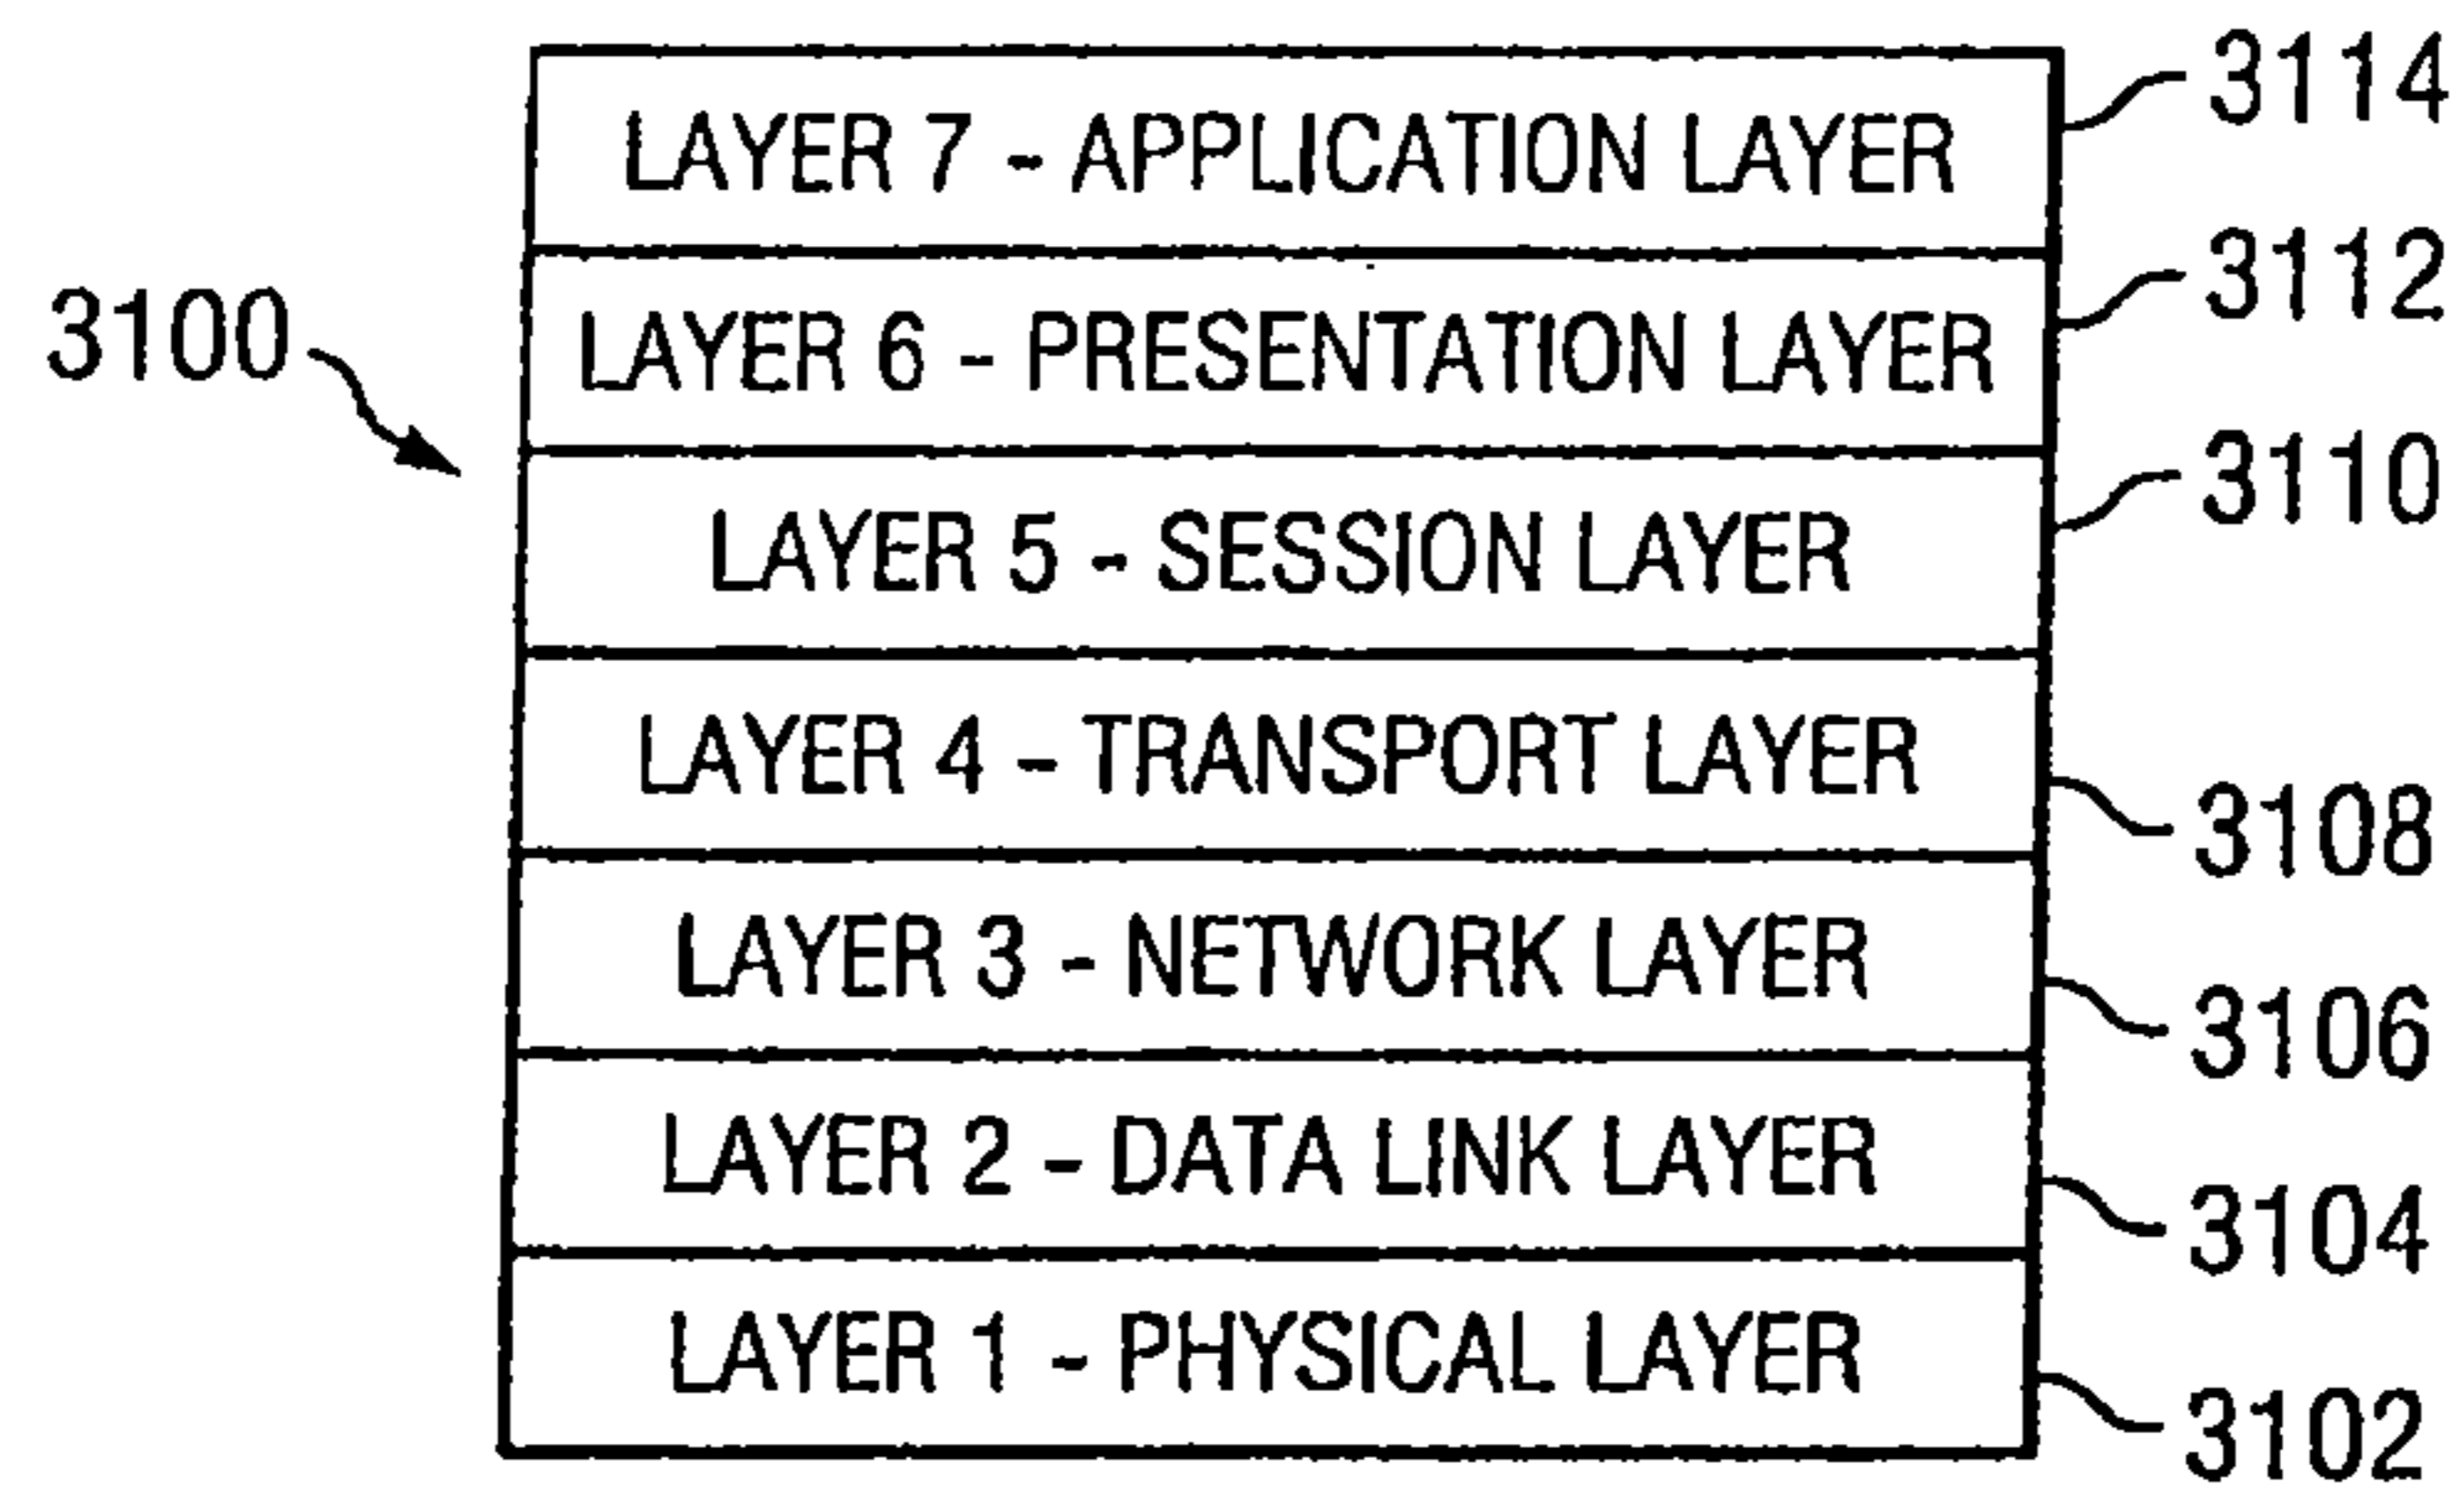 LAYER 7 - APPLICATION LAYER
3114
LAYER 6 - PRESENTATION LAYER
3112
3100
LAYER 5 - SESSION LAYER
3110
LAYER 4 - TRANSPORT LAYER
3108
LAYER 3 - NETWORK LAYER
3106
LAYER 2 - DATA LINK LAYER
3104
LAYER 1 - PHYSICAL LAYER
3102